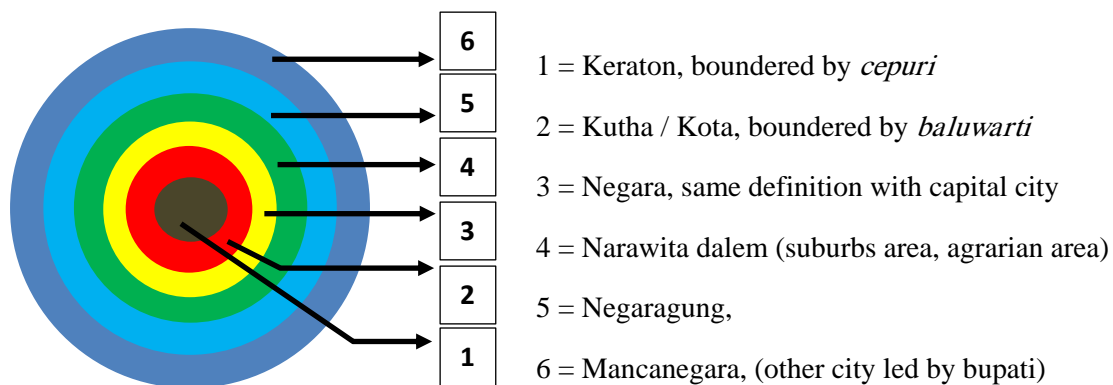 6
5
4
3
2
1
1 = Keraton, boundered by cepuri
2 = Kutha / Kota, boundered by baluwarti
3 = Negara, same definition with capital city
4 = Narawita dalem (suburbs area, agrarian area)
5 = Negaragung,
6 = Mancanegara, (other city led by bupati)